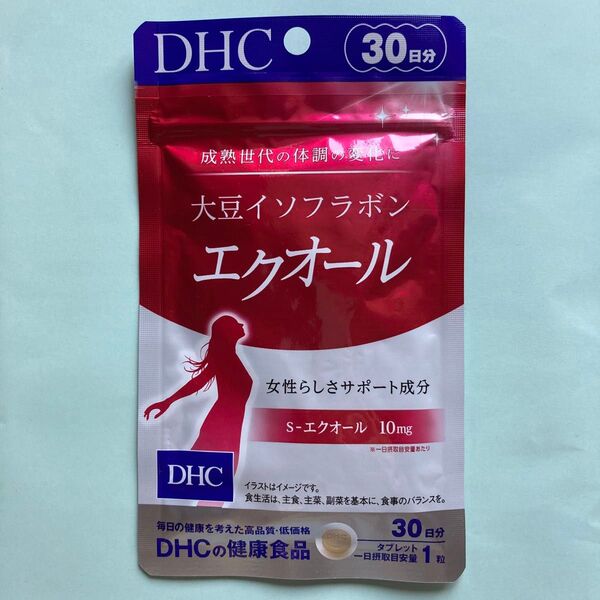 DHC
30日分
成熟世代の体調の変化に
大豆イソフラボン
エクオール
女性らしさサポート成分
S-エクオール 10mg
※一日摂取目安量あたり
DHC
イラストはイメージです。
食生活は、主食、主菜、副菜を基本に、食事のバランスを。
毎日の健康を考えた高品質・低価格
DHCの健康食品
30日分
タブレット
一日摂取目安量 1粒